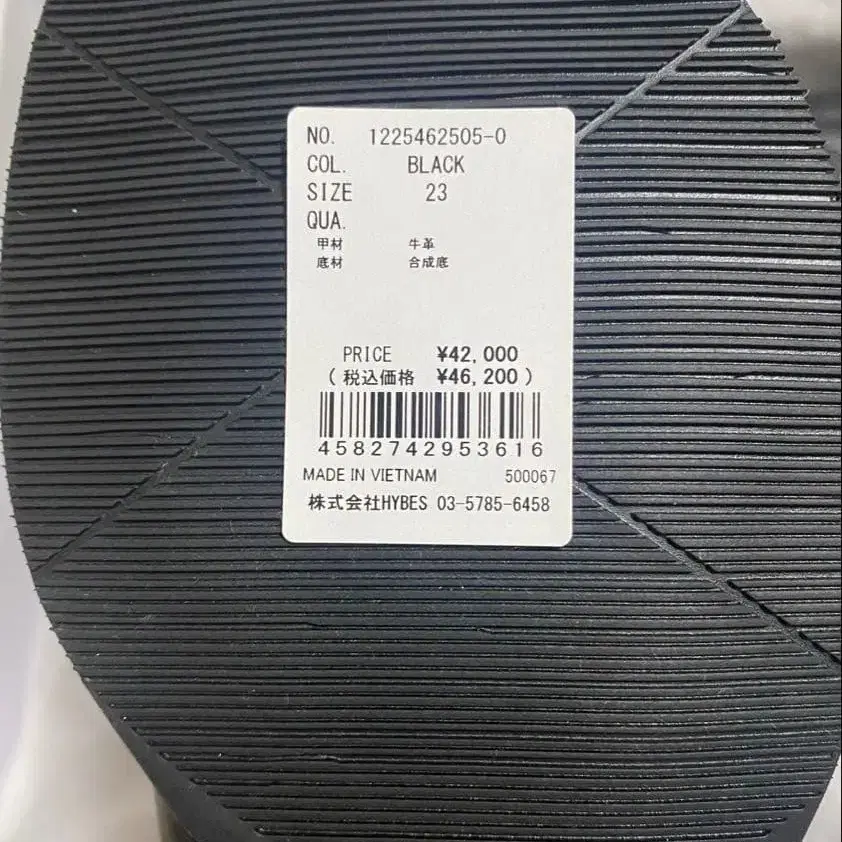 NO. 1225462505-0
COL. BLACK
SIZE 23
QUA.
甲材 牛革
底材 合成底
PRICE ¥42,000
(税込価格 ¥46,200)
4582742953616
MADE IN VIETNAM 500067
株式会社HYBES 03-5785-6458